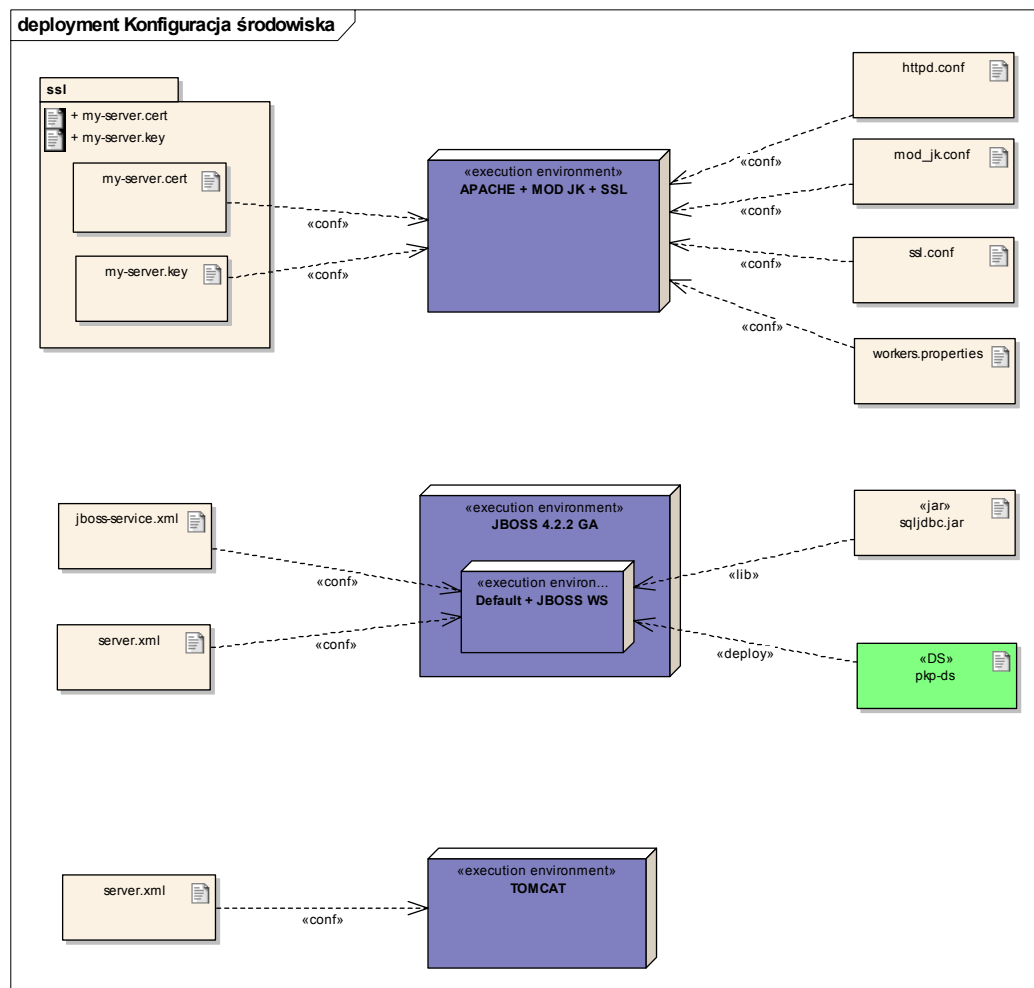 deployment Konfiguracja środowiska
ssl
+ my-server.cert
+ my-server.key
my-server.cert
my-server.key
«conf»
«conf»
«execution environment»
APACHE + MOD JK + SSL
httpd.conf
mod_jk.conf
ssl.conf
workers.properties
«conf»
«conf»
«conf»
«conf»
jboss-service.xml
server.xml
«conf»
«conf»
«execution environment»
JBOSS 4.2.2 GA
«execution environ...
Default + JBOSS WS
«jar»
sqljdbc.jar
«lib»
«deploy»
«DS»
pkp-ds
server.xml
«conf»
«execution environment»
TOMCAT